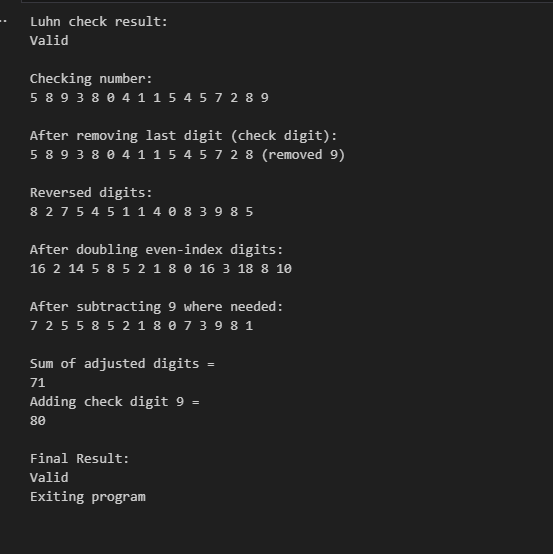 Luhn check result:
Valid
Checking number:
5 8 9 3 8 0 4 1 1 5 4 5 7 2 8 9
After removing last digit (check digit):
5 8 9 3 8 0 4 1 1 5 4 5 7 2 8 (removed 9)
Reversed digits:
8 2 7 5 4 5 1 1 4 0 8 3 9 8 5
After doubling even-index digits:
16 2 14 5 8 5 2 1 8 0 16 3 18 8 10
After subtracting 9 where needed:
7 2 5 5 8 5 2 1 8 0 7 3 9 8 1
Sum of adjusted digits =
71
Adding check digit 9 =
80
Final Result:
Valid
Exiting program